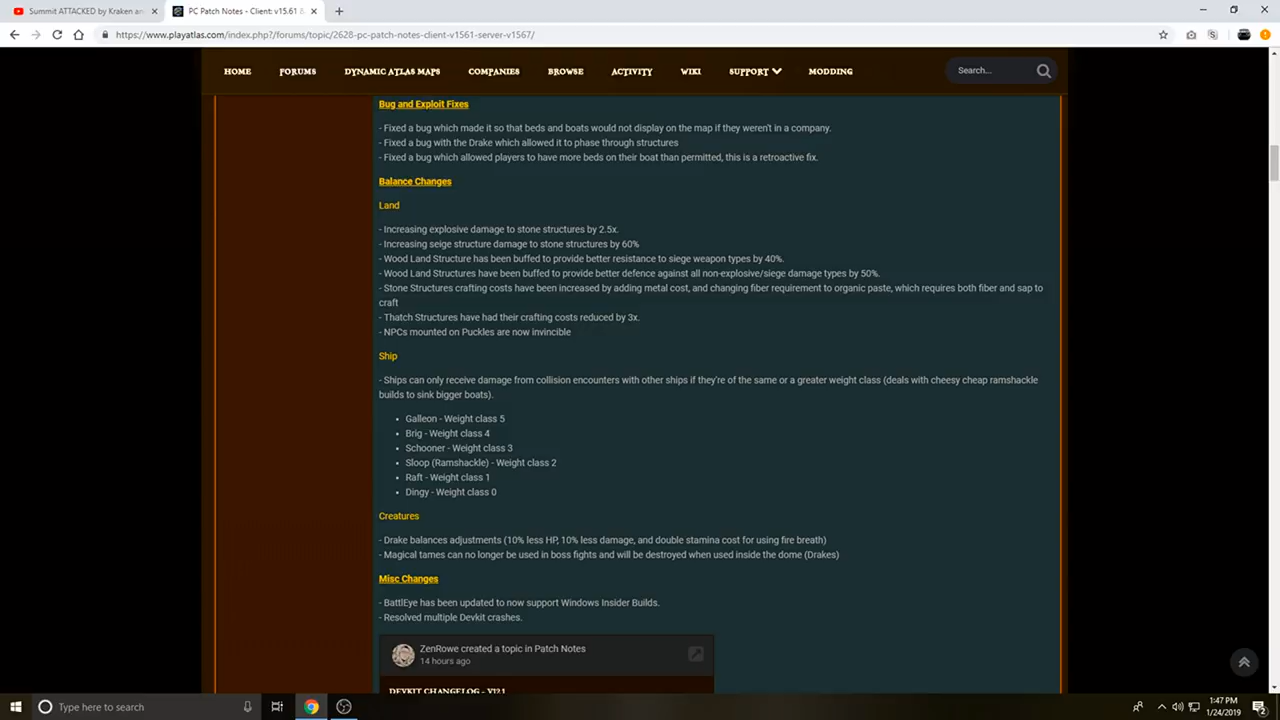 Summit ATTACKED by Kraken an
PC Patch Notes - Client: v15.61 &
https://www.playatlas.com/index.php?/forums/topic/2628-pc-patch-notes-client-v1561-server-v1567/
HOME FORUMS DYNAMIC ATLAS MAPS COMPANIES BROWSE ACTIVITY WIKI SUPPORT MODDING Search...
Bug and Exploit Fixes
- Fixed a bug which made it so that beds and boats would not display on the map if they weren't in a company.
- Fixed a bug with the Drake which allowed it to phase through structures
- Fixed a bug which allowed players to have more beds on their boat than permitted, this is a retroactive fix.
Balance Changes
Land
- Increasing explosive damage to stone structures by 2.5x.
- Increasing seige structure damage to stone structures by 60%
- Wood Land Structure has been buffed to provide better resistance to siege weapon types by 40%.
- Wood Land Structures have been buffed to provide better defence against all non-explosive/siege damage types by 50%.
- Stone Structures crafting costs have been increased by adding metal cost, and changing fiber requirement to organic paste, which requires both fiber and sap to
craft
- Thatch Structures have had their crafting costs reduced by 3x.
- NPCs mounted on Puckles are now invincible
Ship
- Ships can only receive damage from collision encounters with other ships if they're of the same or a greater weight class (deals with cheesy cheap ramshackle
builds to sink bigger boats).
• Galleon - Weight class 5
• Brig - Weight class 4
• Schooner - Weight class 3
• Sloop (Ramshackle) - Weight class 2
• Raft - Weight class 1
• Dingy - Weight class 0
Creatures
- Drake balances adjustments (10% less HP, 10% less damage, and double stamina cost for using fire breath)
- Magical tames can no longer be used in boss fights and will be destroyed when used inside the dome (Drakes)
Misc Changes
- BattlEye has been updated to now support Windows Insider Builds.
- Resolved multiple Devkit crashes.
ZenRowe created a topic in Patch Notes
14 hours ago
DEVKIT CHANGELOG - V12.1
Type here to search
1:47 PM
1/24/2019
2